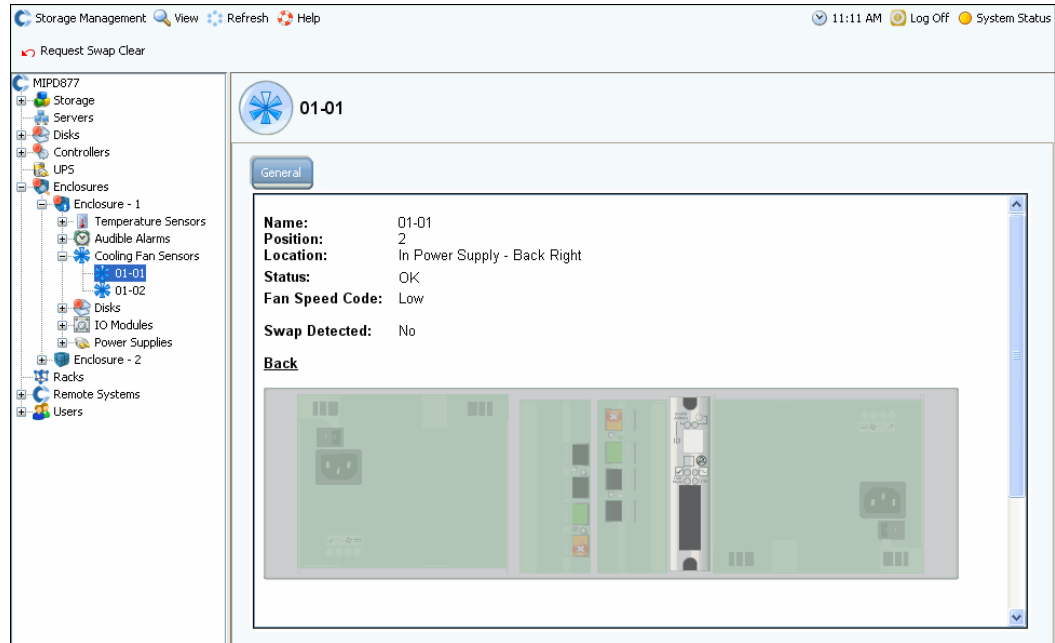 Storage Management View Refresh Help 11:11 AM Log Off System Status
Request Swap Clear
MIPD877
Storage
Servers
Disks
Controllers
UPS
Enclosures
Enclosure - 1
Temperature Sensors
Audible Alarms
Cooling Fan Sensors
01-01
01-02
Disks
IO Modules
Power Supplies
Enclosure - 2
Racks
Remote Systems
Users
01-01
General
Name: 01-01
Position: 2
Location: In Power Supply - Back Right
Status: OK
Fan Speed Code: Low
Swap Detected: No
Back